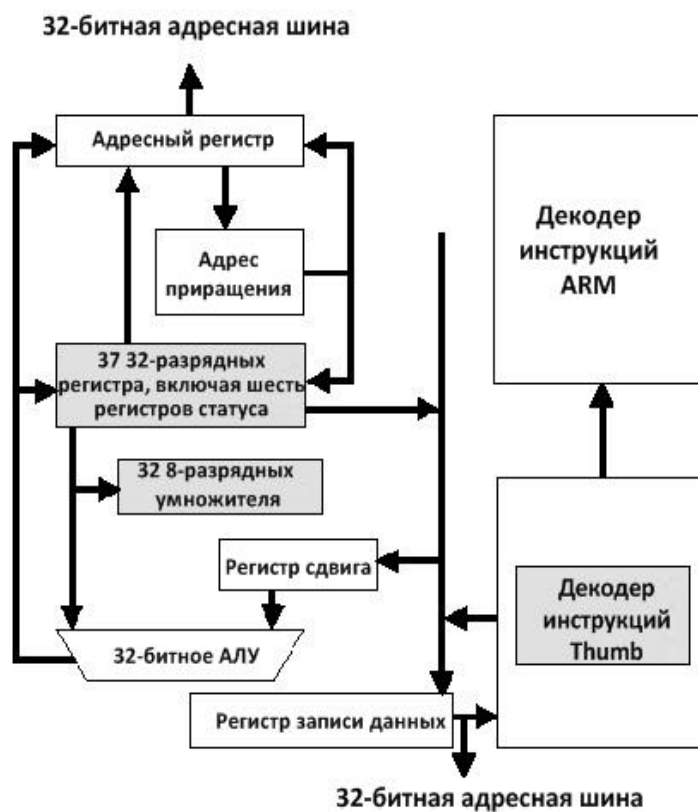 32-битная адресная шина
Адресный регистр
Адрес
приращения
37 32-разрядных
регистра, включая шесть
регистров статуса
32 8-разрядных
умножителя
Регистр сдвига
32-битное АЛУ
Регистр записи данных
32-битная адресная шина
Декодер
инструкций
ARM
Декодер
инструкций
Thumb